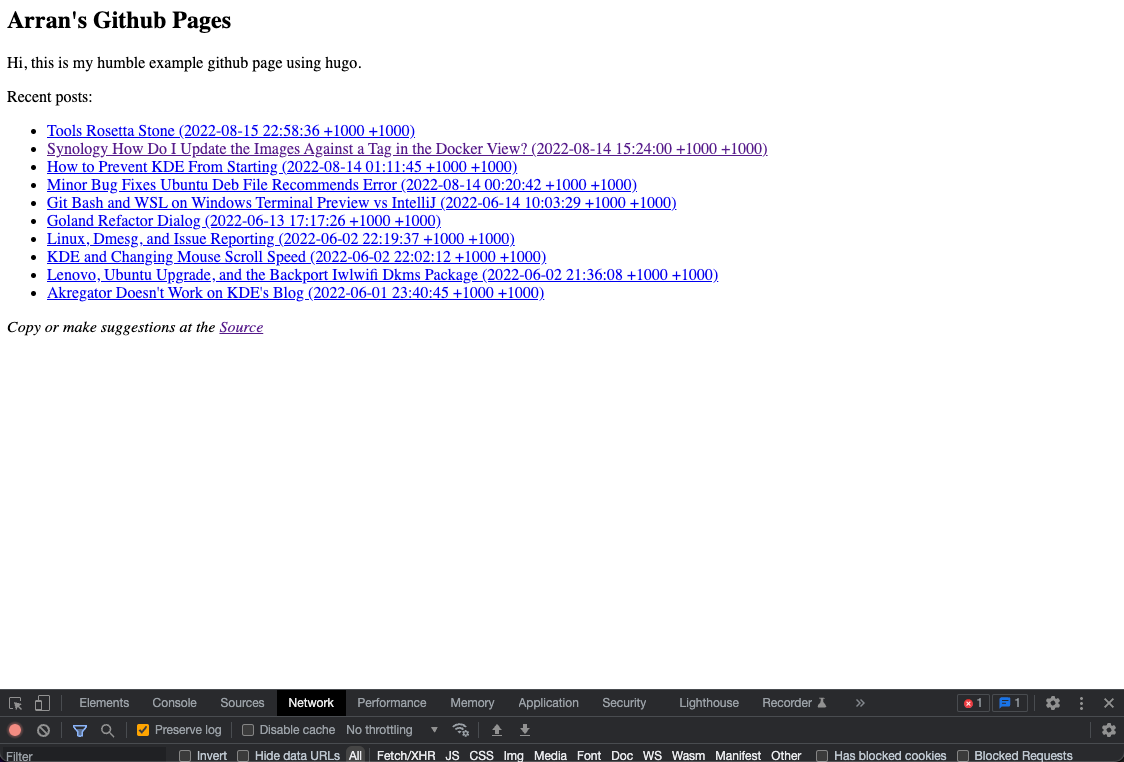 Arran's Github Pages
Hi, this is my humble example github page using hugo.
Recent posts:
Tools Rosetta Stone (2022-08-15 22:58:36 +1000 +1000)
Synology How Do I Update the Images Against a Tag in the Docker View? (2022-08-14 15:24:00 +1000 +1000)
How to Prevent KDE From Starting (2022-08-14 01:11:45 +1000 +1000)
Minor Bug Fixes Ubuntu Deb File Recommends Error (2022-08-14 00:20:42 +1000 +1000)
Git Bash and WSL on Windows Terminal Preview vs IntelliJ (2022-06-14 10:03:29 +1000 +1000)
Goland Refactor Dialog (2022-06-13 17:17:26 +1000 +1000)
Linux, Dmesg, and Issue Reporting (2022-06-02 22:19:37 +1000 +1000)
KDE and Changing Mouse Scroll Speed (2022-06-02 22:02:12 +1000 +1000)
Lenovo, Ubuntu Upgrade, and the Backport Iwlwifi Dkms Package (2022-06-02 21:36:08 +1000 +1000)
Akregator Doesn't Work on KDE's Blog (2022-06-01 23:40:45 +1000 +1000)
Copy or make suggestions at the Source
Elements Console Sources Network Performance Memory Application Security Lighthouse Recorder 1 1
Preserve log Disable cache No throttling
Filter Invert Hide data URLs All Fetch/XHR JS CSS Img Media Font Doc WS Wasm Manifest Other Has blocked cookies Blocked Requests